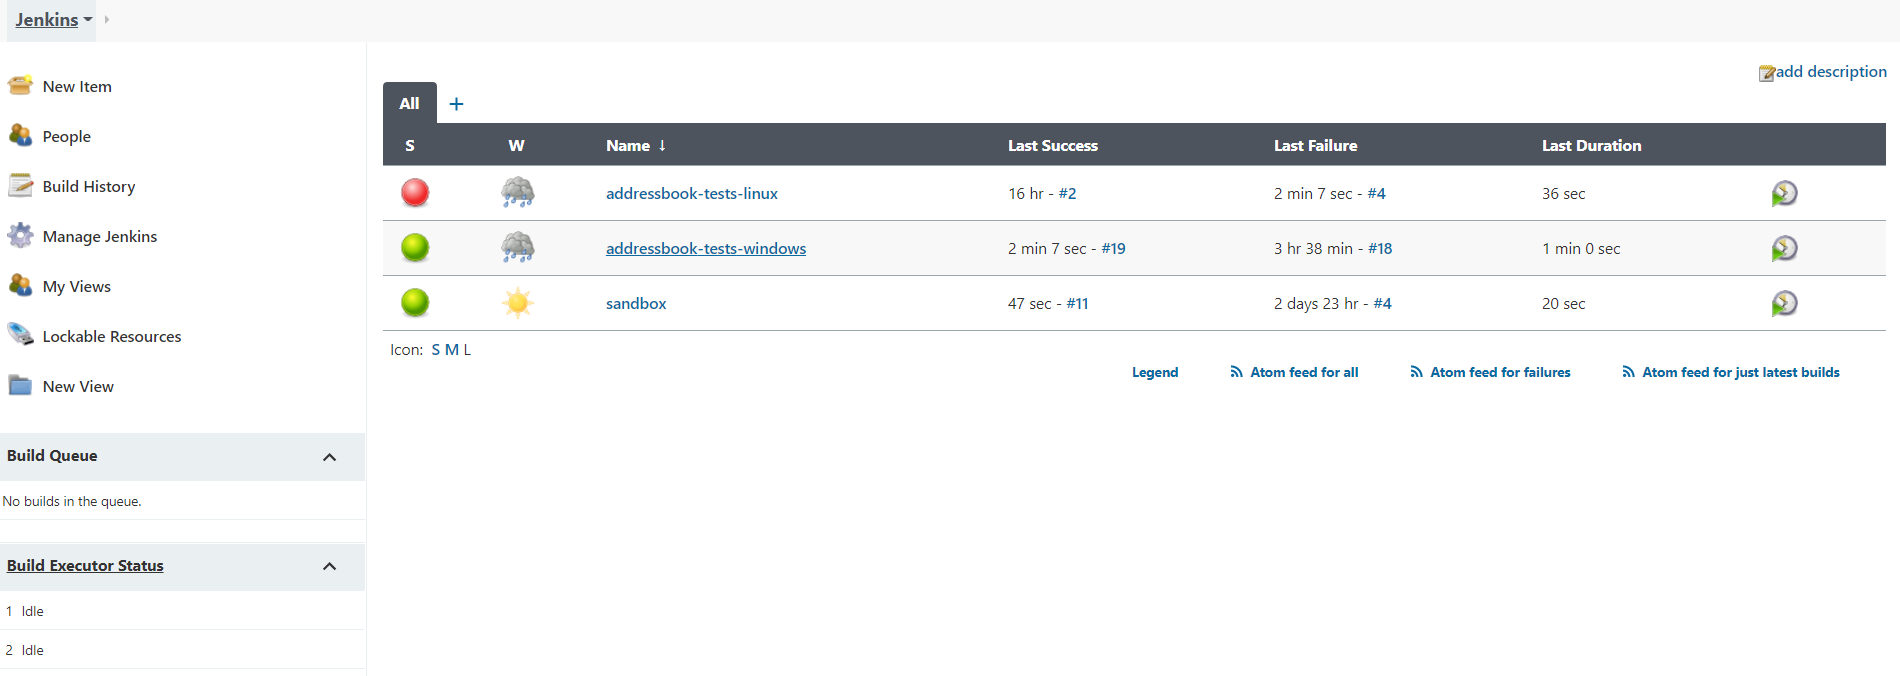 Jenkins
New Item
People
Build History
Manage Jenkins
My Views
Lockable Resources
New View
Build Queue
No builds in the queue.
Build Executor Status
1 Idle
2 Idle
add description
All +
S W Name ↓ Last Success Last Failure Last Duration
addressbook-tests-linux 16 hr - #2 2 min 7 sec - #4 36 sec
addressbook-tests-windows 2 min 7 sec - #19 3 hr 38 min - #18 1 min 0 sec
sandbox 47 sec - #11 2 days 23 hr - #4 20 sec
Icon: S M L
Legend Atom feed for all Atom feed for failures Atom feed for just latest builds